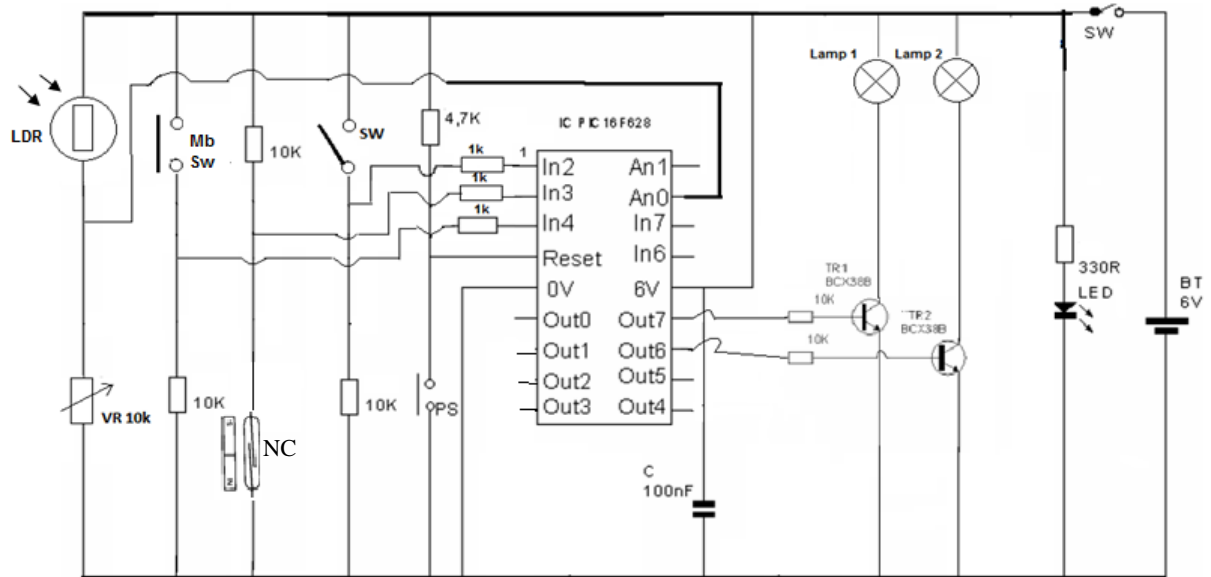 SW
Lamp 1
Lamp 2
LDR
Mb
Sw
10K
SW
4,7K
IC PIC 16F628
1k
1
1k
1k
In2
In3
In4
Reset
0V
Out0
Out1
Out2
Out3
An1
An0
In7
In6
6V
Out7
Out6
Out5
Out4
TR1
BCX38B
10K
TR2
BCX38B
10K
330R
LED
BT
6V
VR 10k
10K
NC
10K
PS
C
100nF